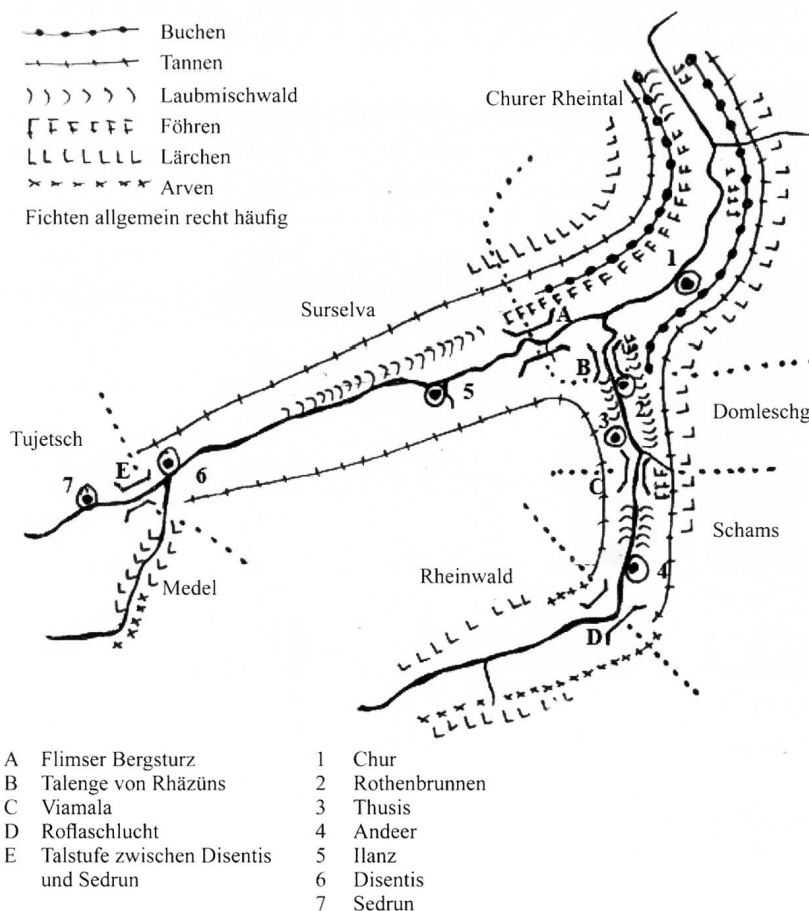 Buchen
Tannen
Laubmischwald
Föhren
Lärchen
Arven
Fichten allgemein recht häufig
Churer Rheintal
1
Surselva
A
B
5
2
Domleschg
Tujetsch
3
E
6
7
C
Schams
Medel
Rheinwald
4
D
A Flimser Bergsturz
B Talenge von Rhäzüns
C Viamala
D Roflaschlucht
E Talstufe zwischen Disentis
und Sedrun
1 Chur
2 Rothenbrunnen
3 Thusis
4 Andeer
5 Ilanz
6 Disentis
7 Sedrun